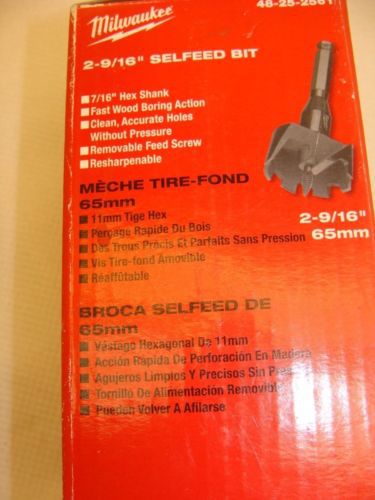 Milwaukee
48-25-2561
2-9/16" SELFEED BIT
7/16" Hex Shank
Fast Wood Boring Action
Clean, Accurate Holes
Without Pressure
Removable Feed Screw
Resharpenable
MÈCHE TIRE-FOND
65mm
11mm Tige Hex
Perçage Rapide Du Bois
Des Trous Précis Et Parfaits Sans Pression
Vis Tire-fond Amovible
Réaffûtable
2-9/16"
65mm
BROCA SELFEED DE
65mm
Vástago Hexagonal De 11mm
Acción Rapida De Perforación En Madera
Agujeros Limpios Y Precisos Sin
Tornillo De Alimentación Removible
Pueden Volver A Afilarse